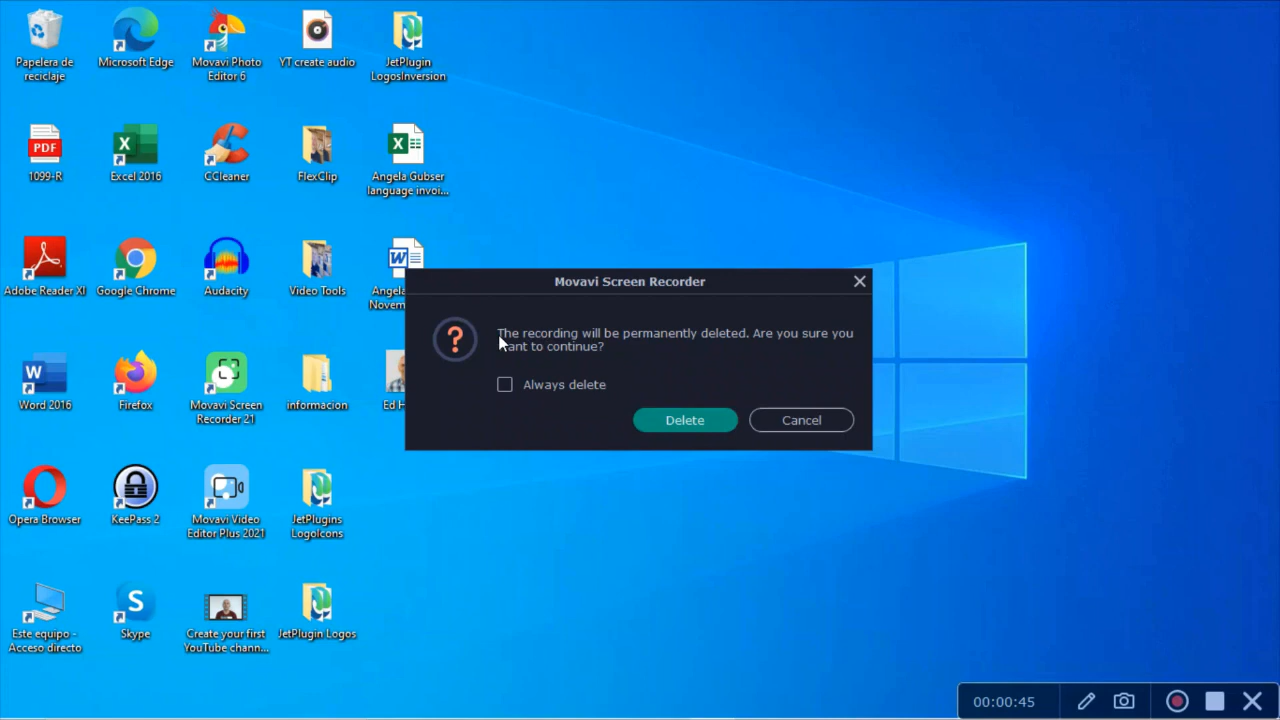 Papelera de
reciclaje
Microsoft Edge
Movavi Photo
Editor 6
YT create audio
JetPlugin
LogosInversion
PDF
1099-R
Excel 2016
CCleaner
FlexClip
Angela Gubser
language invoi...
Adobe Reader XI
Google Chrome
Audacity
Video Tools
Angela
Novem
Movavi Screen Recorder
The recording will be permanently deleted. Are you sure you
want to continue?
Always delete
Delete
Cancel
Word 2016
Firefox
Movavi Screen
Recorder 21
informacion
Ed H
Opera Browser
KeePass 2
Movavi Video
Editor Plus 2021
JetPlugins
LogoIcons
Este equipo -
Acceso directo
Skype
Create your first
YouTube chann...
JetPlugin Logos
00:00:45